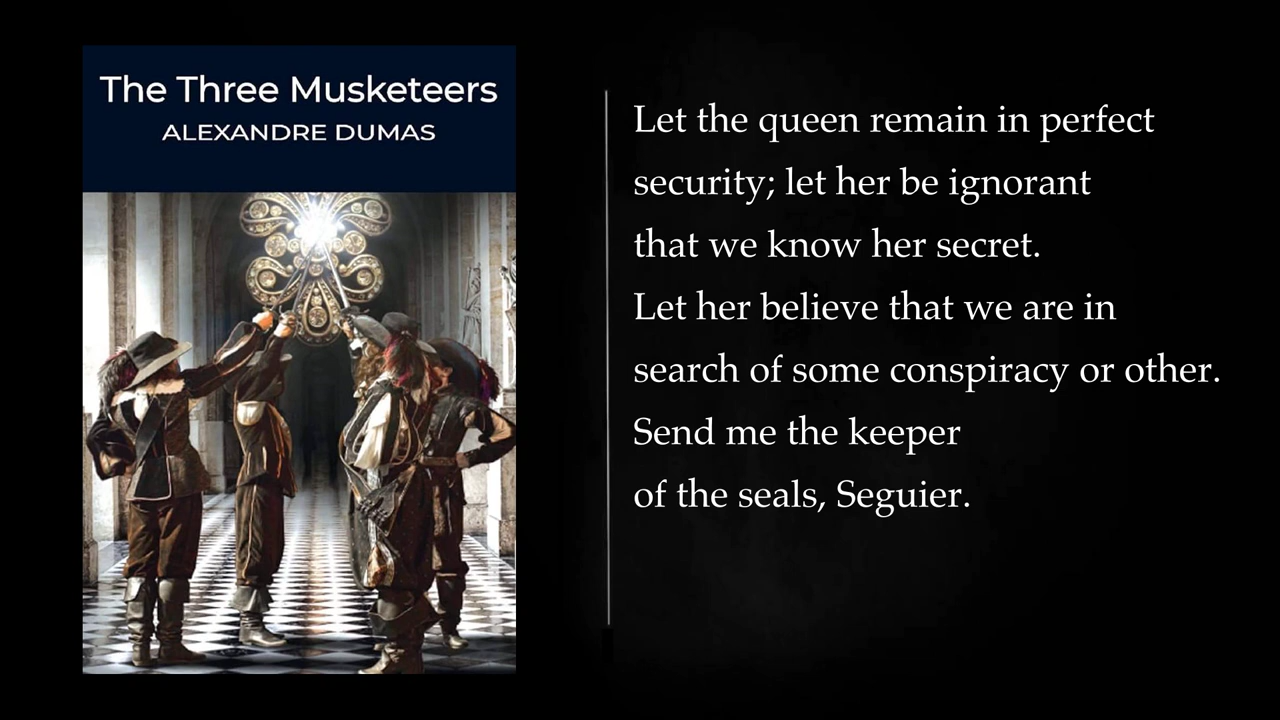 The Three Musketeers
ALEXANDRE DUMAS
Let the queen remain in perfect
security; let her be ignorant
that we know her secret.
Let her believe that we are in
search of some conspiracy or other.
Send me the keeper
of the seals, Seguier.